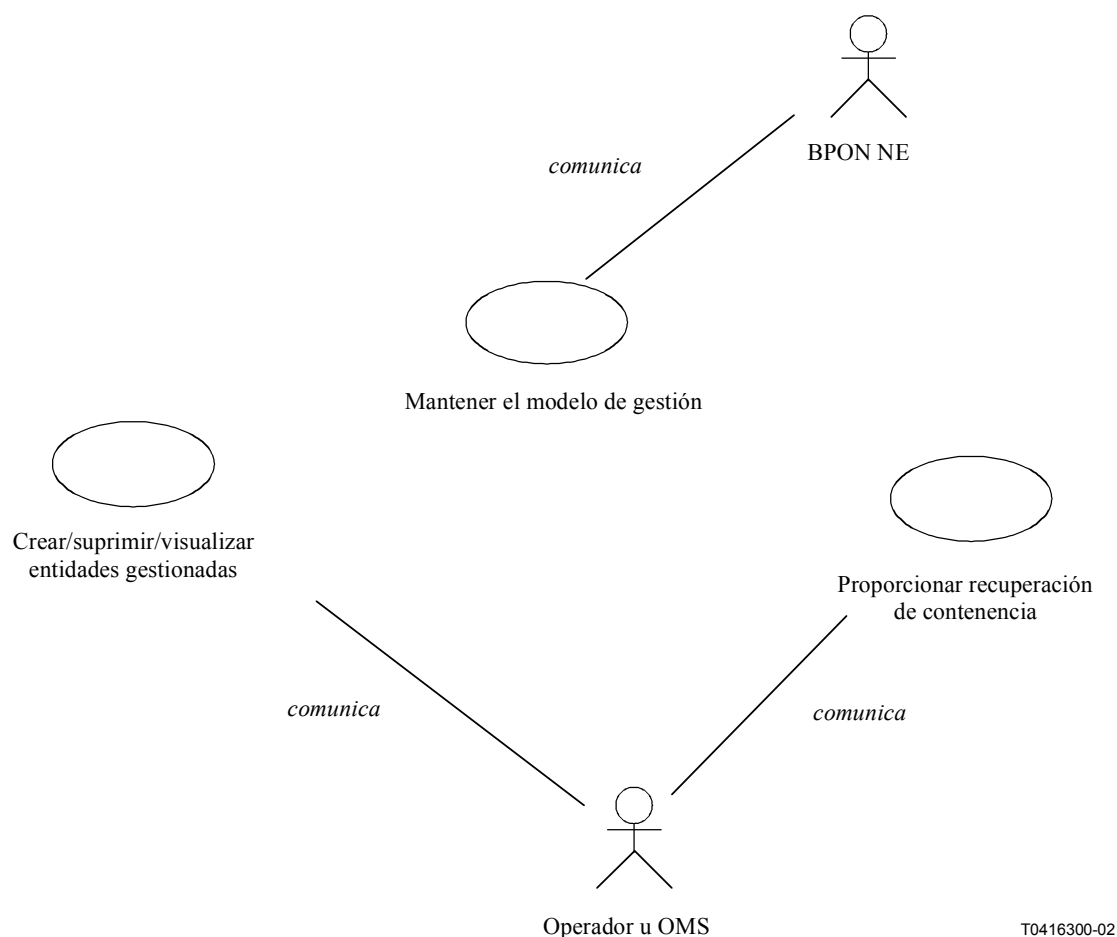 BPON NE
comunica
Mantener el modelo de gestión
Crear/suprimir/visualizar
entidades gestionadas
Proporcionar recuperación
de contenencia
comunica
comunica
Operador u OMS
T0416300-02